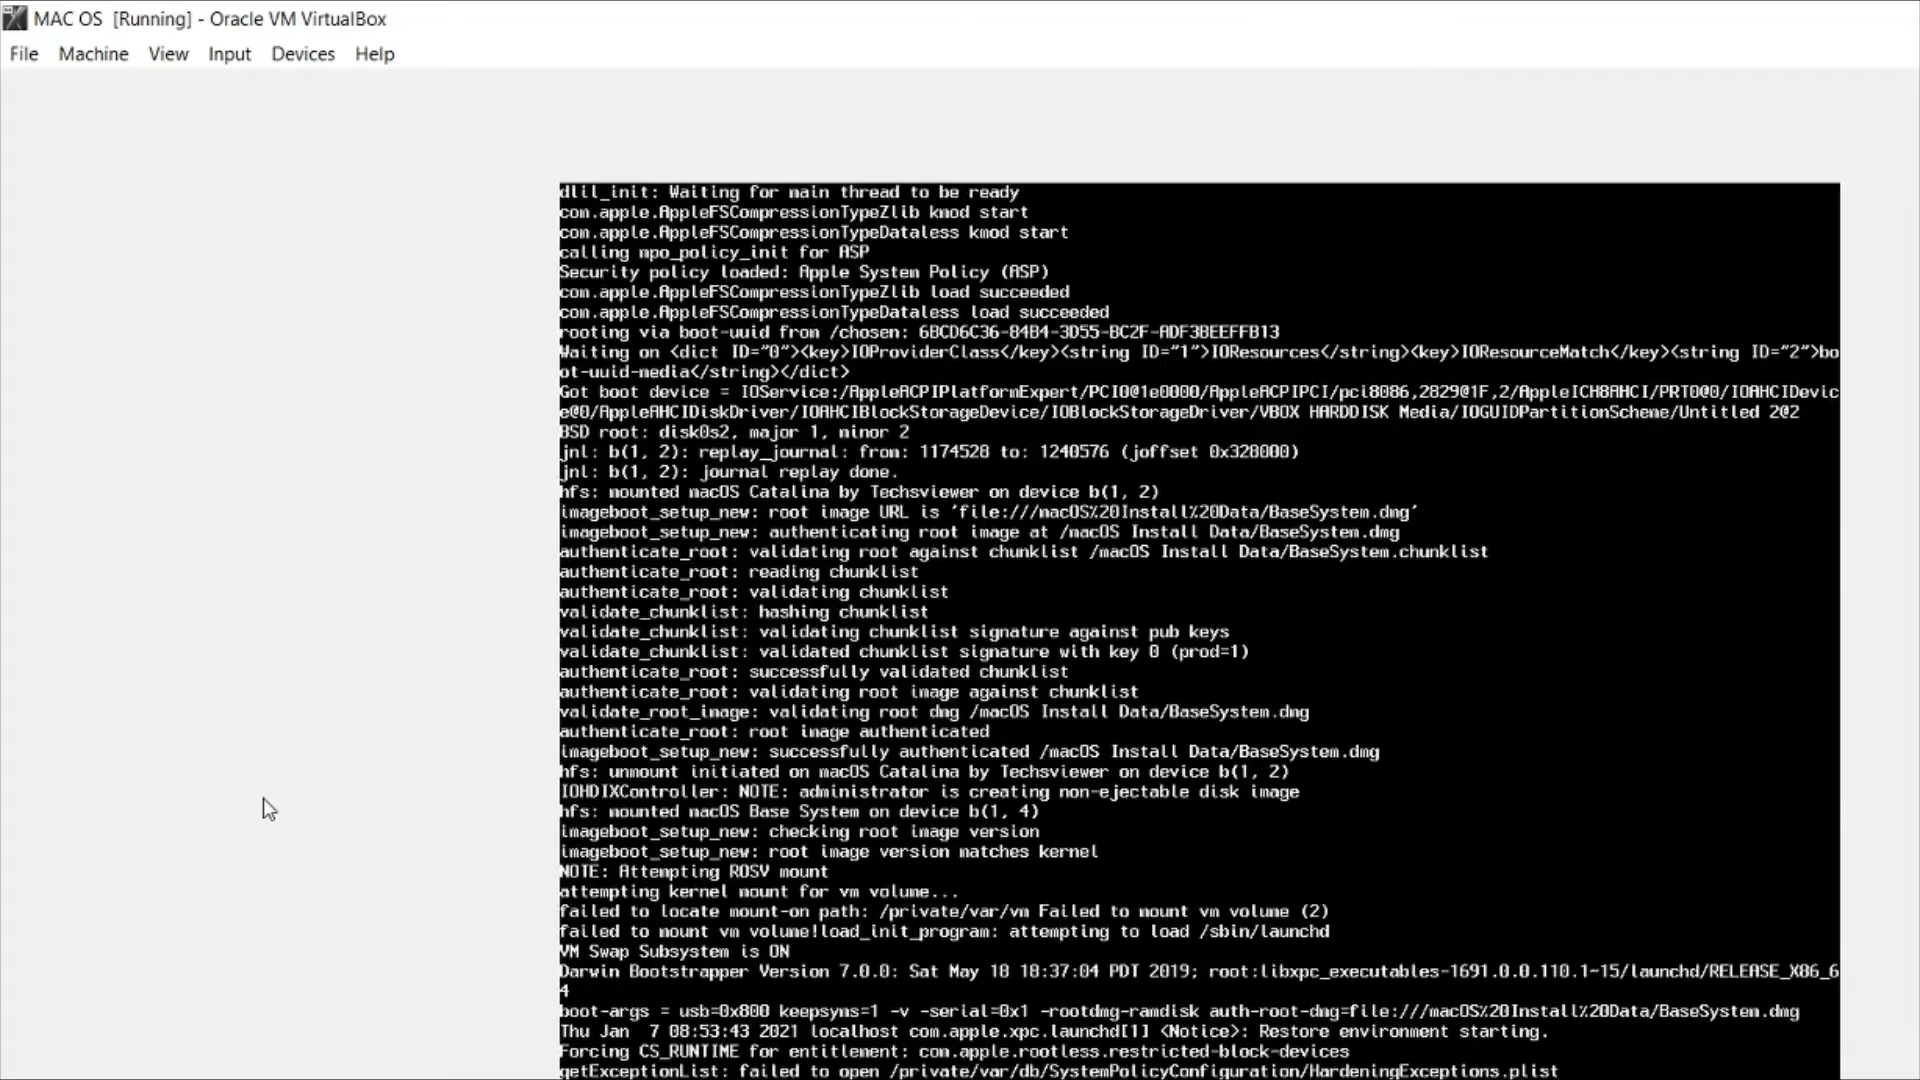 MAC OS [Running] - Oracle VM VirtualBox
File Machine View Input Devices Help
dlil_init: Waiting for main thread to be ready
com.apple.AppleFSCompressionTypeZlib kmod start
com.apple.AppleFSCompressionTypeDataless kmod start
calling mpo_policy_init for ASP
Security policy loaded: Apple System Policy (ASP)
com.apple.AppleFSCompressionTypeZlib load succeeded
com.apple.AppleFSCompressionTypeDataless load succeeded
rooting via boot-uuid from /chosen: 6BCD6C36-84B4-3D55-BC2F-ADF3BEEFFB13
Waiting on <dict ID="0"><key>IOProviderClass</key><string ID="1">IOResources</string><key>IOResourceMatch</key><string ID="2">bo
ot-uuid-media</string></dict>
Got boot device = IOService:/AppleACPIPlatformExpert/PCI0@1e0000/AppleACPIPCI/pci8086,2829@1F,2/AppleICH8AHCI/PRT0@0/IOAHCIDevic
e@0/AppleAHCIDiskDriver/IOAHCIBlockStorageDevice/IOBlockStorageDriver/VBOX HARDDISK Media/IOGUIDPartitionScheme/Untitled 2@2
BSD root: disk0s2, major 1, minor 2
jnl: b(1, 2): replay_journal: from: 1174528 to: 1240576 (joffset 0x328000)
jnl: b(1, 2): journal replay done.
hfs: mounted macOS Catalina by Techsviewer on device b(1, 2)
imageboot_setup_new: root image URL is 'file:///macOS%20Install%20Data/BaseSystem.dmg'
imageboot_setup_new: authenticating root image at /macOS Install Data/BaseSystem.dmg
authenticate_root: validating root against chunklist /macOS Install Data/BaseSystem.chunklist
authenticate_root: reading chunklist
authenticate_root: validating chunklist
validate_chunklist: hashing chunklist
validate_chunklist: validating chunklist signature against pub keys
validate_chunklist: validated chunklist signature with key 0 (prod=1)
authenticate_root: successfully validated chunklist
authenticate_root: validating root image against chunklist
validate_root_image: validating root dmg /macOS Install Data/BaseSystem.dmg
authenticate_root: root image authenticated
imageboot_setup_new: successfully authenticated /macOS Install Data/BaseSystem.dmg
hfs: unmount initiated on macOS Catalina by Techsviewer on device b(1, 2)
IOHDIXController: NOTE: administrator is creating non-ejectable disk image
hfs: mounted macOS Base System on device b(1, 4)
imageboot_setup_new: checking root image version
imageboot_setup_new: root image version matches kernel
NOTE: Attempting ROSV mount
attempting kernel mount for vm volume...
failed to locate mount-on path: /private/var/vm Failed to mount vm volume (2)
failed to mount vm volume!load_init_program: attempting to load /sbin/launchd
VM Swap Subsystem is ON
Darwin Bootstrapper Version 7.0.0: Sat May 18 18:37:04 PDT 2019; root:libxpc_executables-1691.0.0.110.1~15/launchd/RELEASE_X86_6
4
boot-args = usb=0x800 keepsyms=1 -v -serial=0x1 -rootdmg-ramdisk auth-root-dmg=file:///macOS%20Install%20Data/BaseSystem.dmg
Thu Jan  7 08:53:43 2021 localhost com.apple.xpc.launchd[1] <Notice>: Restore environment starting.
Forcing CS_RUNTIME for entitlement: com.apple.rootless.restricted-block-devices
getExceptionList: failed to open /private/var/db/SystemPolicyConfiguration/HardeningExceptions.plist